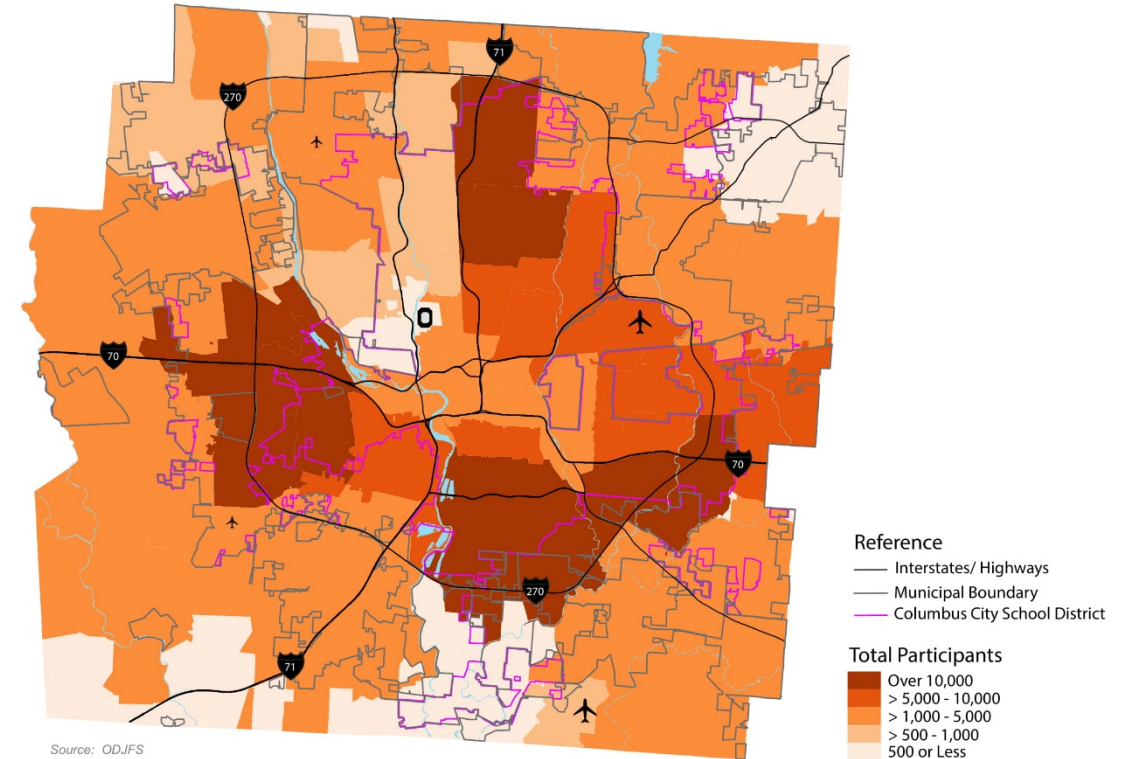 71
270
70
70
270
71
Reference
Interstates/ Highways
Municipal Boundary
Columbus City School District
Total Participants
Over 10,000
> 5,000 - 10,000
> 1,000 - 5,000
> 500 - 1,000
500 or Less
Source: ODJFS